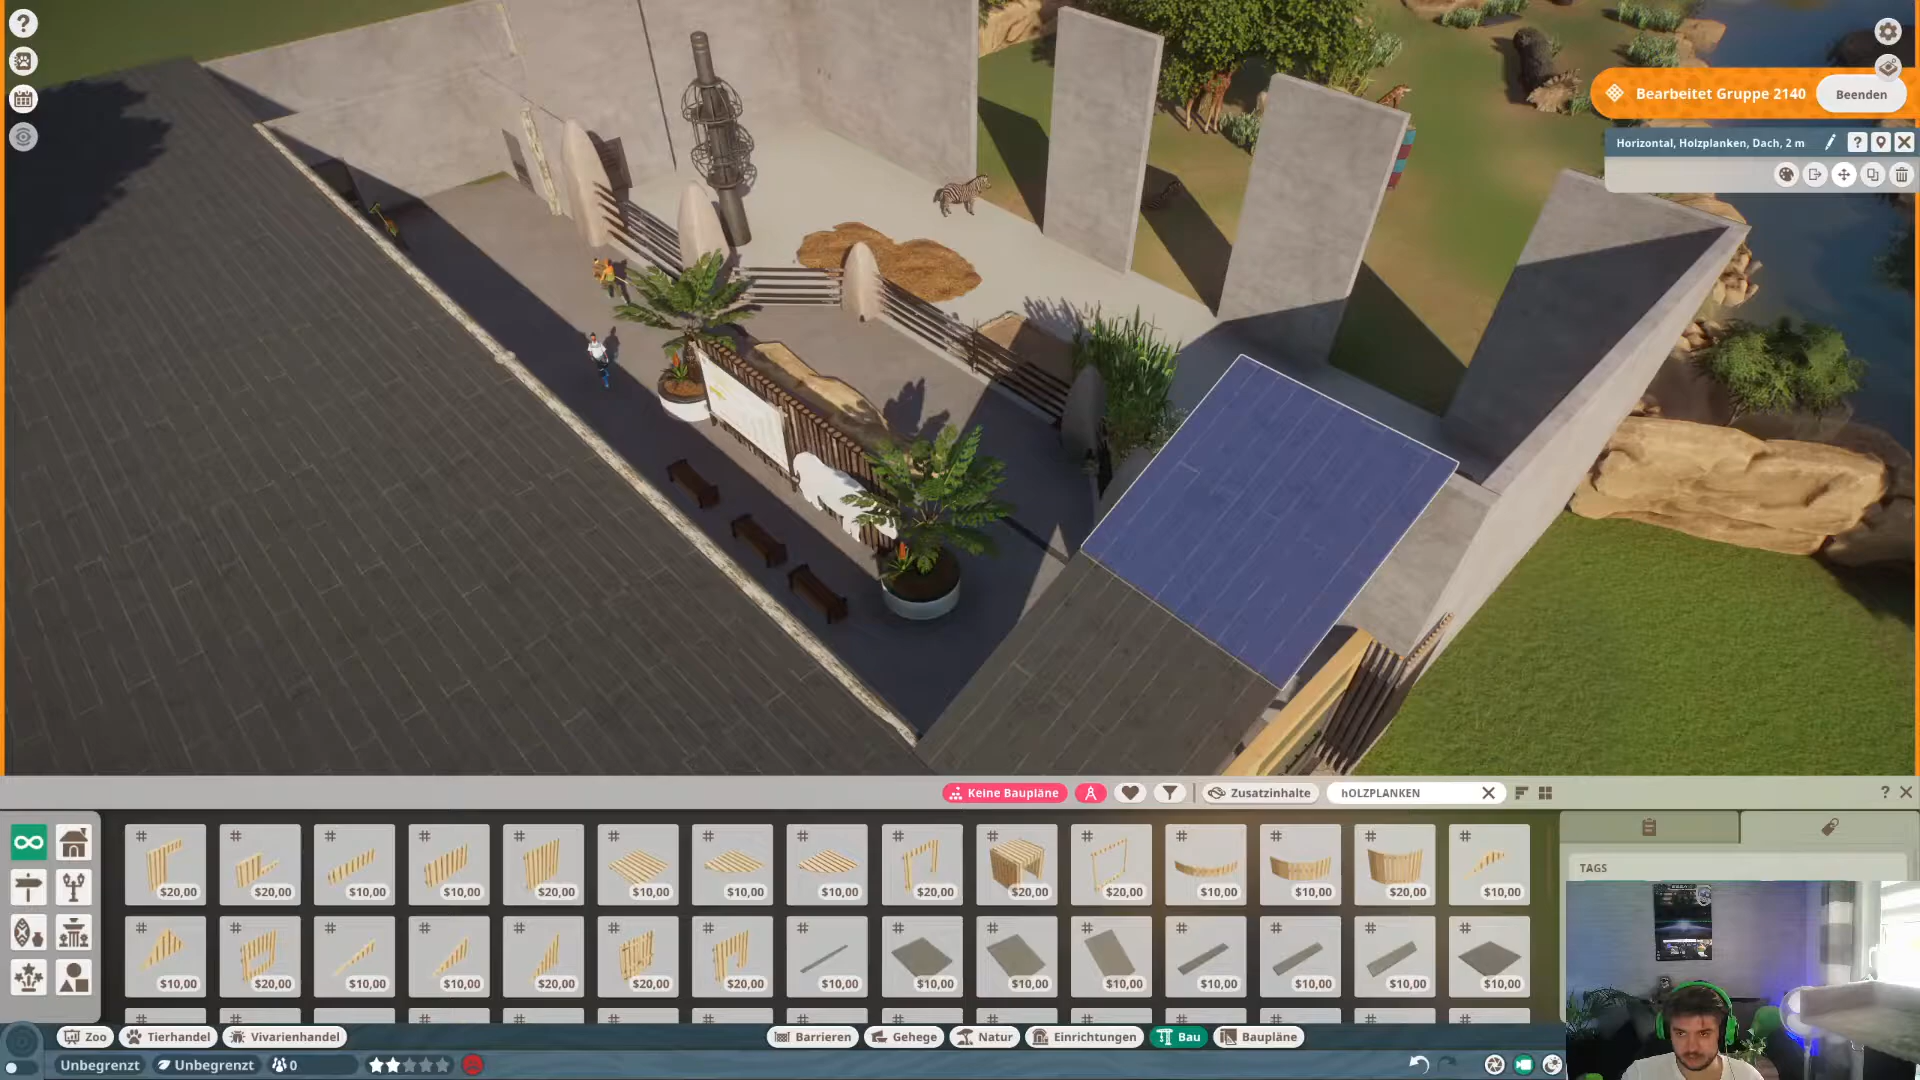 Bearbeitet Gruppe 2140
Beenden
Horizontal, Holzplanken, Dach, 2 m
Keine Baupläne
Zusatzinhalte
hOLZPLANKEN
$20,00 $20,00 $10,00 $10,00 $20,00 $10,00 $10,00 $10,00 $20,00 $20,00 $20,00 $10,00 $10,00 $20,00 $10,00
TAGS
$10,00 $20,00 $10,00 $10,00 $20,00 $20,00 $20,00 $10,00 $10,00 $10,00 $10,00 $10,00 $10,00 $10,00 $10,00
Zoo Tierhandel Vivarienhandel Barrieren Gehege Natur Einrichtungen Bau Baupläne
Unbegrenzt Unbegrenzt 0